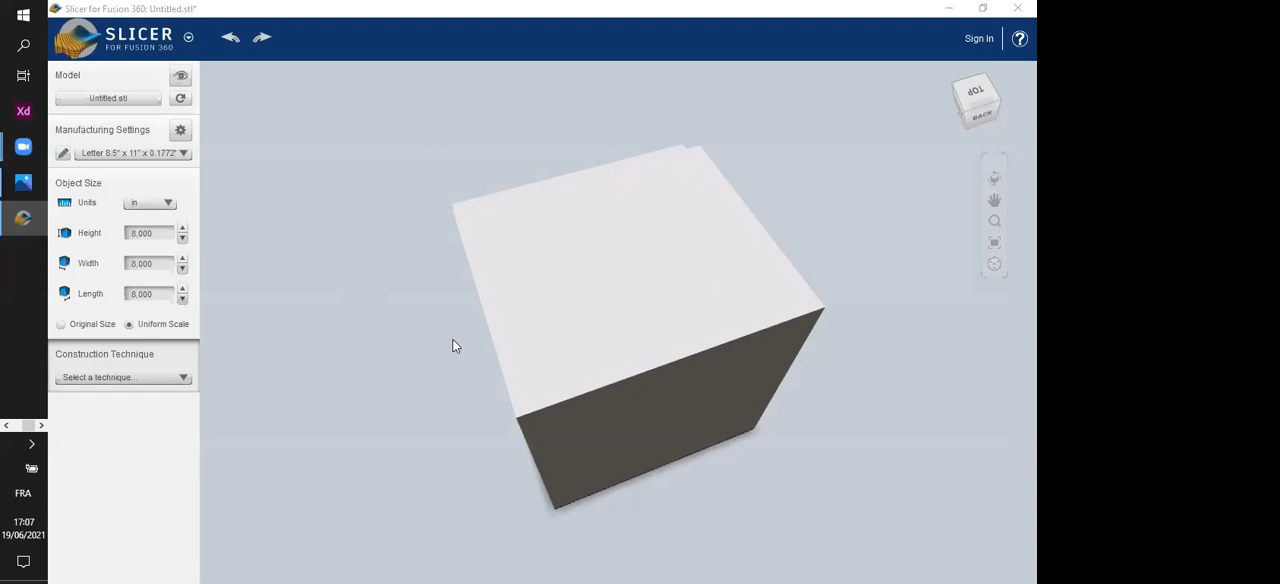 Slicer for Fusion 360: Untitled.stl*
SLICER
FOR FUSION 360
Sign In
?
Model
Untitled.stl
Manufacturing Settings
Letter 8.5" x 11" x 0.1772"
Object Size
Units in
Height 8,000
Width 8,000
Length 8,000
Original Size Uniform Scale
Construction Technique
Select a technique...
TOP
BACK
Xd
FRA
17:07
19/06/2021